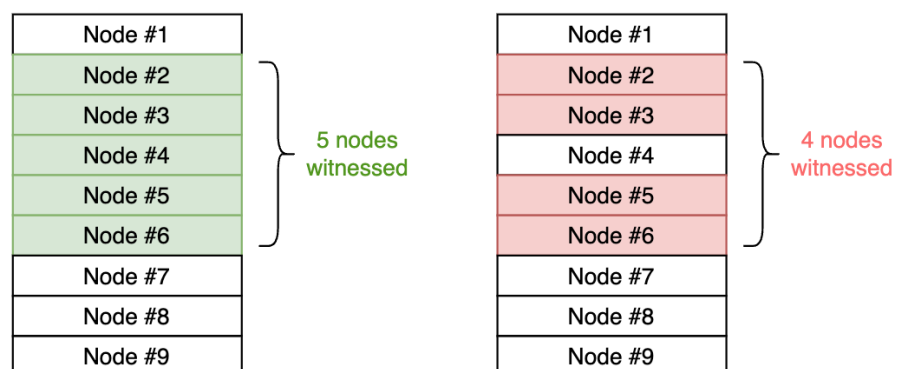 Node #1
Node #2
Node #3
Node #4
Node #5
Node #6
Node #7
Node #8
Node #9
5 nodes
witnessed
Node #1
Node #2
Node #3
Node #4
Node #5
Node #6
Node #7
Node #8
Node #9
4 nodes
witnessed